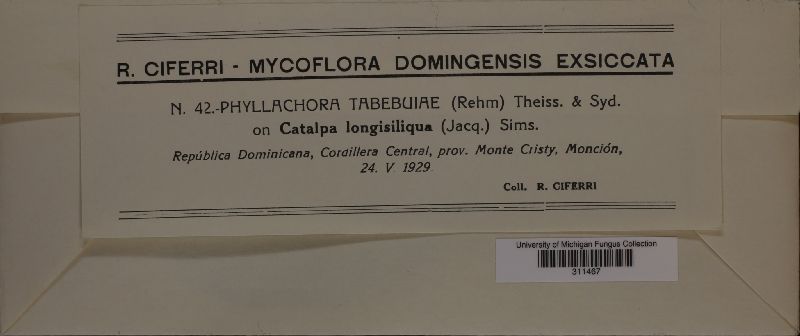 R. CIFERRI - MYCOFLORA DOMINGENSIS EXSICCATA
N. 42.-PHYLLACHORA TABEBUIAE (Rehm) Theiss. & Syd.
on Catalpa longisiliqua (Jacq.) Sims.
República Dominicana, Cordillera Central, prov. Monte Cristy, Monción,
24. V. 1929.
Coll. R. CIFERRI
University of Michigan Fungus Collection
311467